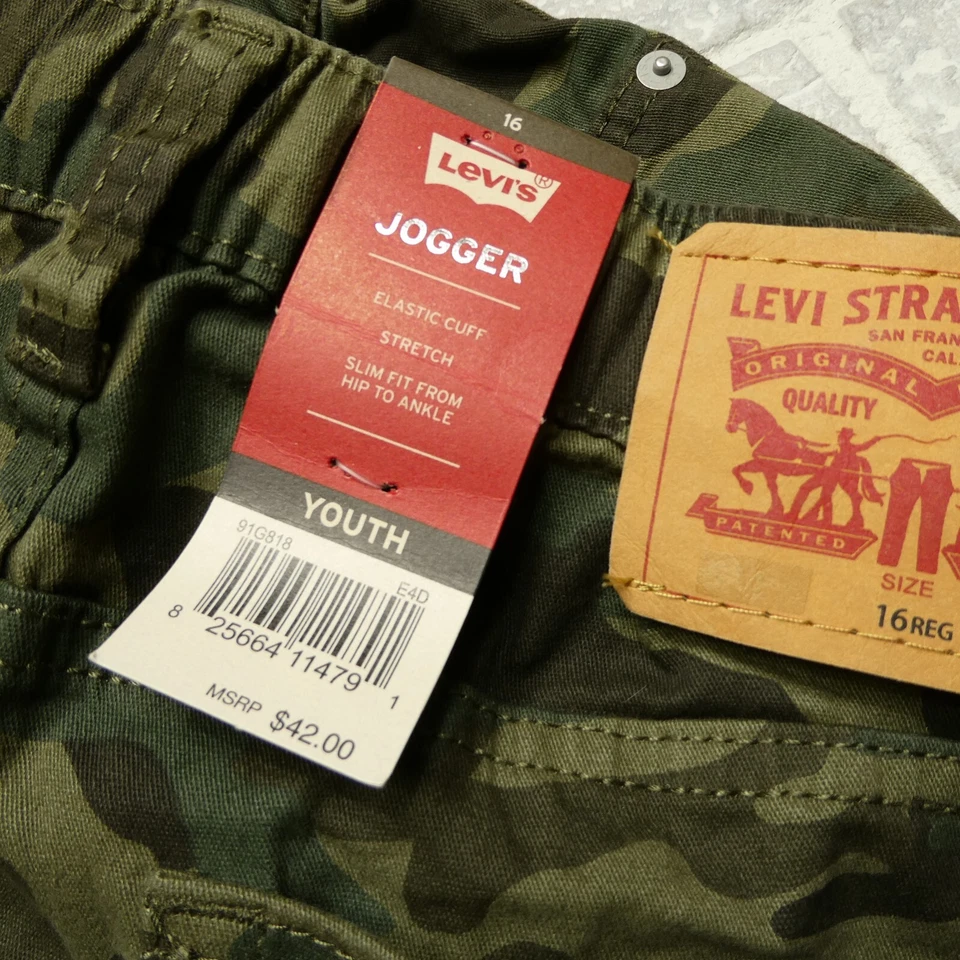 16
Levi's®
JOGGER
ELASTIC CUFF
STRETCH
SLIM FIT FROM
HIP TO ANKLE
YOUTH
91G818
E4D
8 25664 11479 1
MSRP $42.00
LEVI STRA
SAN FRAN
CAL.
ORIGINAL
QUALITY
PATENTED
SIZE
16REG